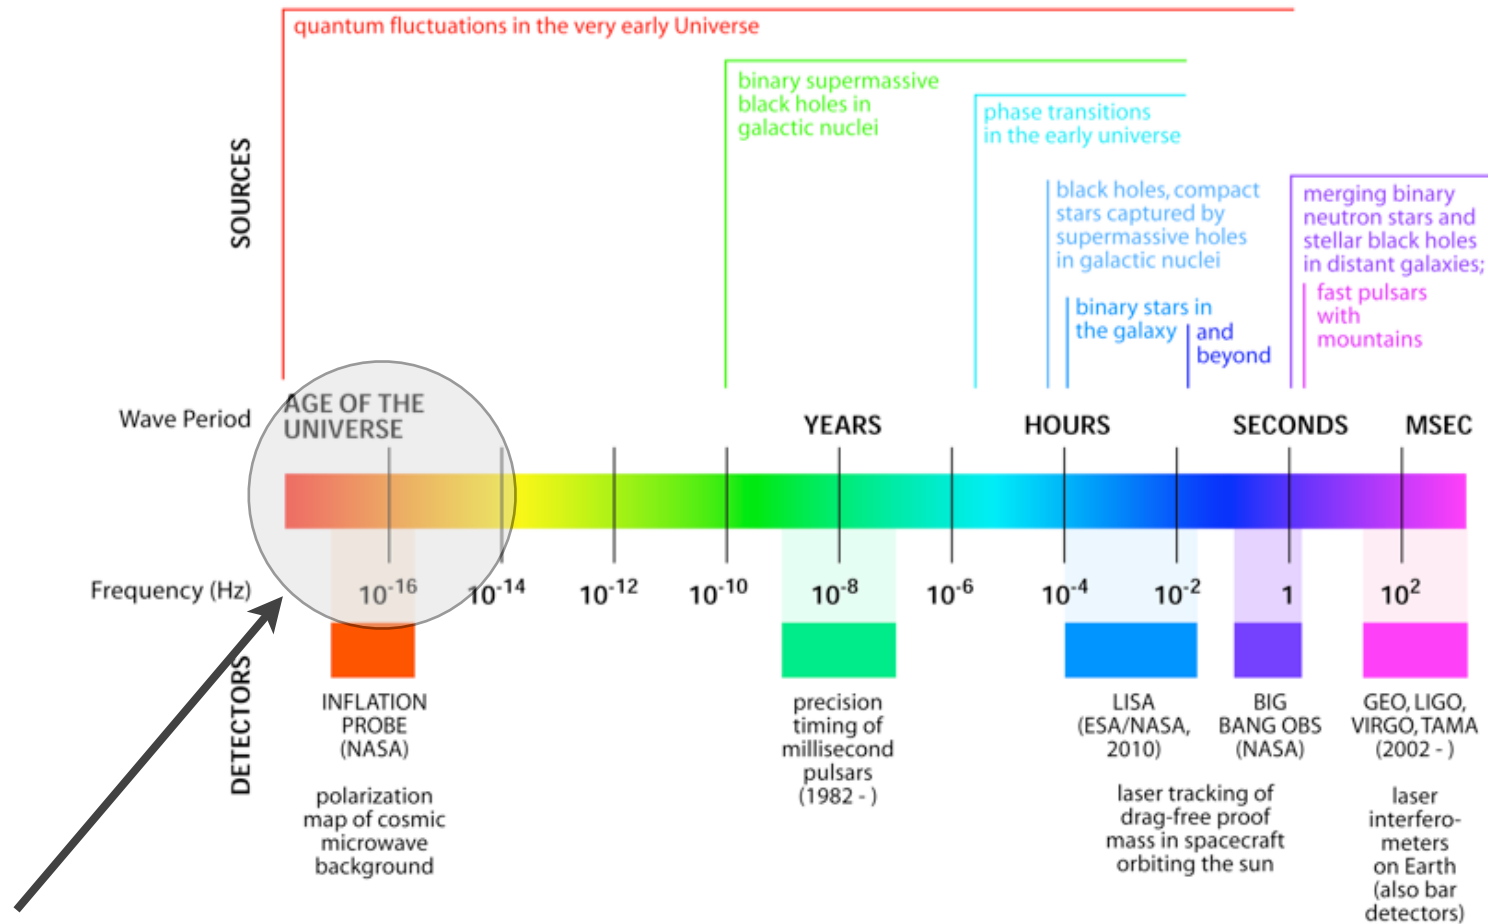 quantum fluctuations in the very early Universe
binary supermassive
black holes in
galactic nuclei
phase transitions
in the early universe
SOURCES
black holes, compact
stars captured by
supermassive holes
in galactic nuclei
merging binary
neutron stars and
stellar black holes
in distant galaxies;
binary stars in
the galaxy
and
beyond
fast pulsars
with
mountains
Wave Period
AGE OF THE
UNIVERSE
YEARS
HOURS
SECONDS
MSEC
Frequency (Hz)
10⁻¹⁶
10⁻¹⁴
10⁻¹²
10⁻¹⁰
10⁻⁸
10⁻⁶
10⁻⁴
10⁻²
1
10²
DETECTORS
INFLATION
PROBE
(NASA)
polarization
map of cosmic
microwave
background
precision
timing of
millisecond
pulsars
(1982 - )
LISA
(ESA/NASA,
2010)
BIG
BANG OBS
(NASA)
laser tracking of
drag-free proof
mass in spacecraft
orbiting the sun
GEO, LIGO,
VIRGO, TAMA
(2002 - )
laser
interfero-
meters
on Earth
(also bar
detectors)